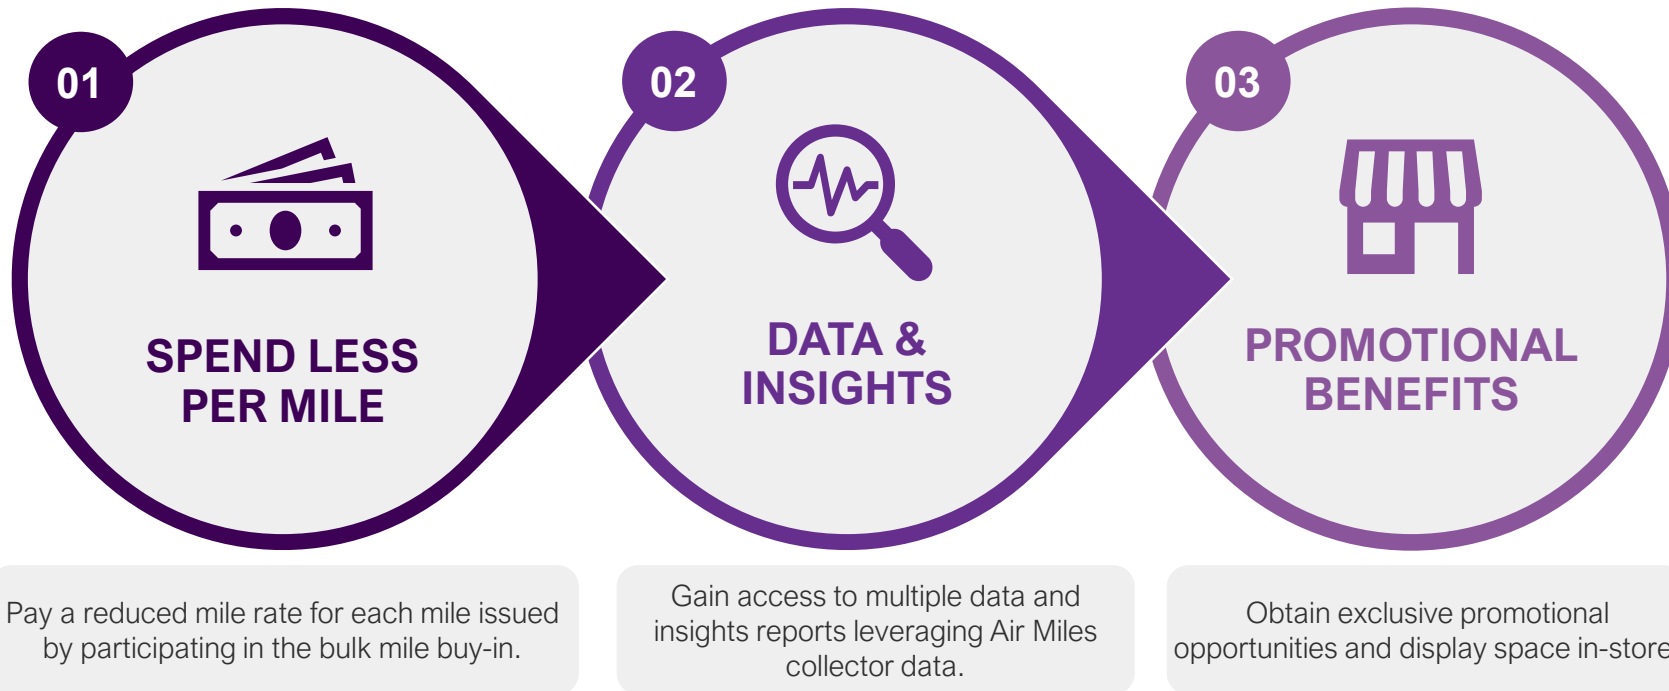 01
SPEND LESS
PER MILE
Pay a reduced mile rate for each mile issued
by participating in the bulk mile buy-in.
02
DATA &
INSIGHTS
Gain access to multiple data and
insights reports leveraging Air Miles
collector data.
03
PROMOTIONAL
BENEFITS
Obtain exclusive promotional
opportunities and display space in-store